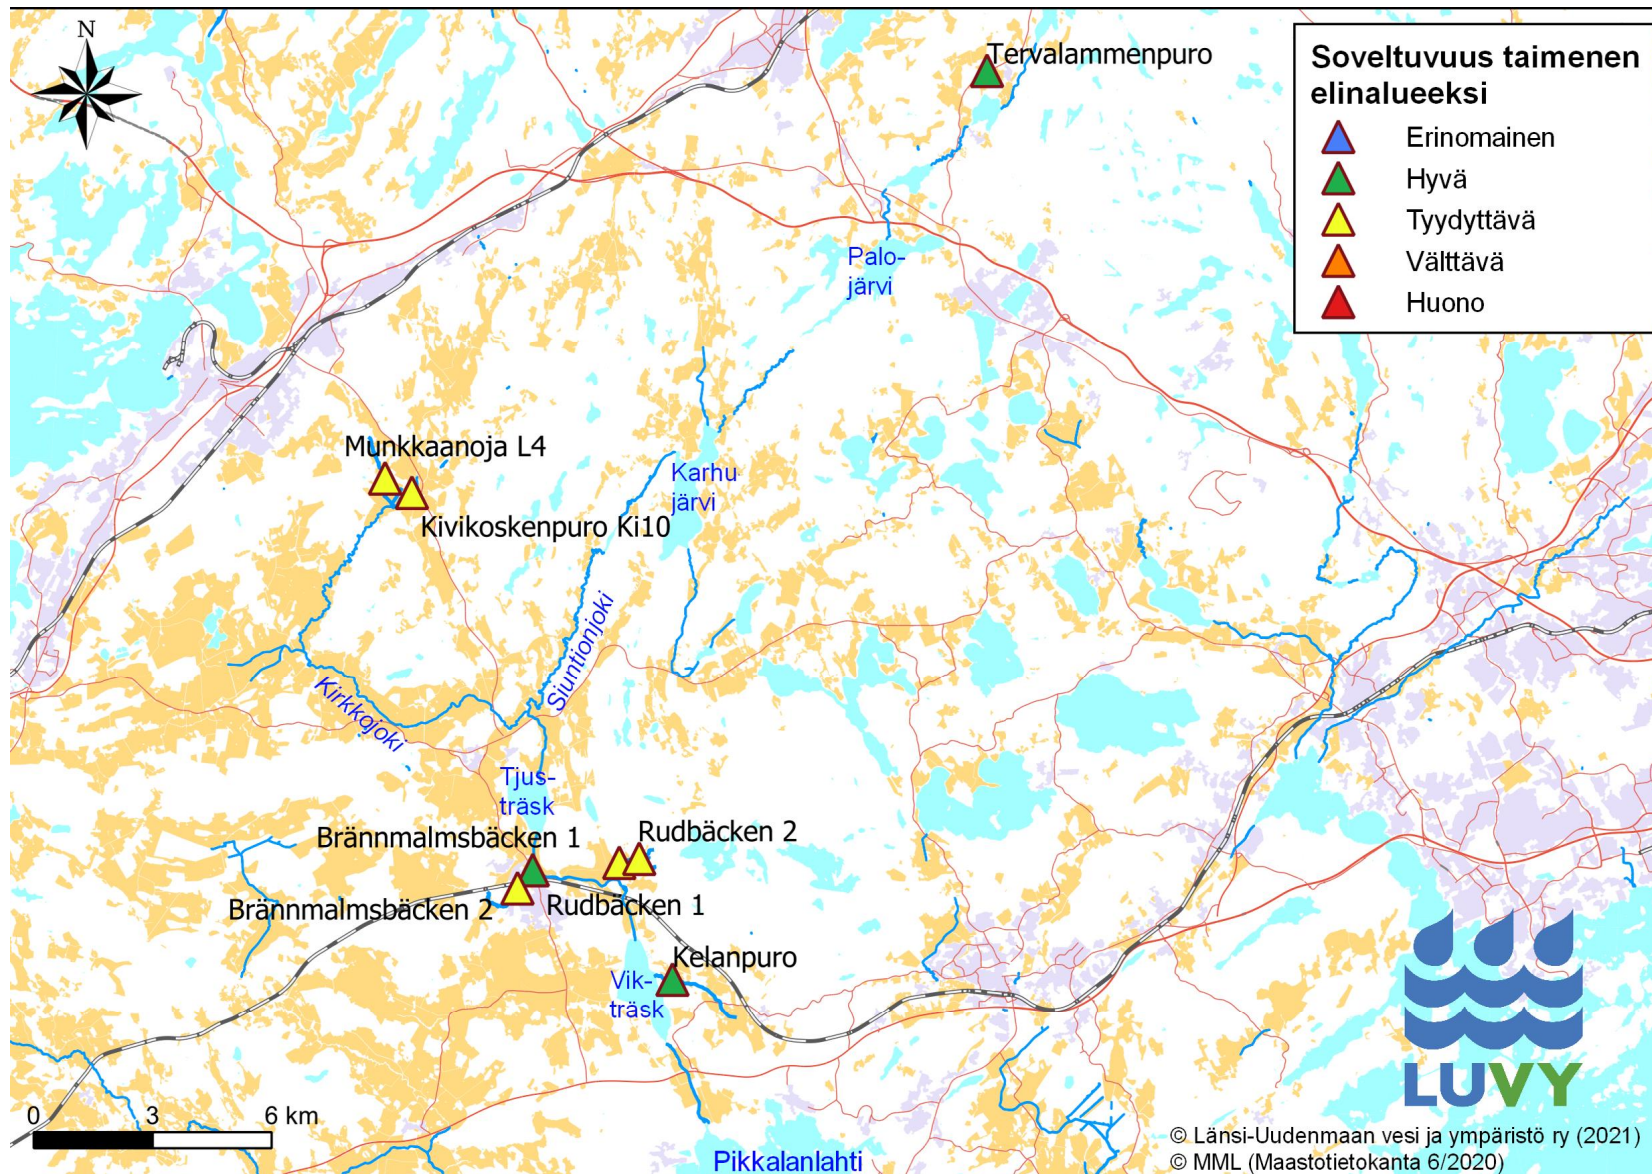 N
Tervalammenpuro
Soveltuvuus taimenen
elinalueeksi
Erinomainen
Hyvä
Tyydyttävä
Välttävä
Huono
Palo-
järvi
Munkkaanoja L4
Karhu
järvi
Kivikoskenpuro Ki10
Siuntionjoki
Kirkkojoki
Tjus-
träsk
Brännmalmsbäcken 1
Rudbäcken 2
Brännmalmsbäcken 2
Rudbäcken 1
Kelanpuro
Vik-
träsk
LUVY
0 3 6 km
Pikkalanlahti
© Länsi-Uudenmaan vesi ja ympäristö ry (2021)
© MML (Maastotietokanta 6/2020)